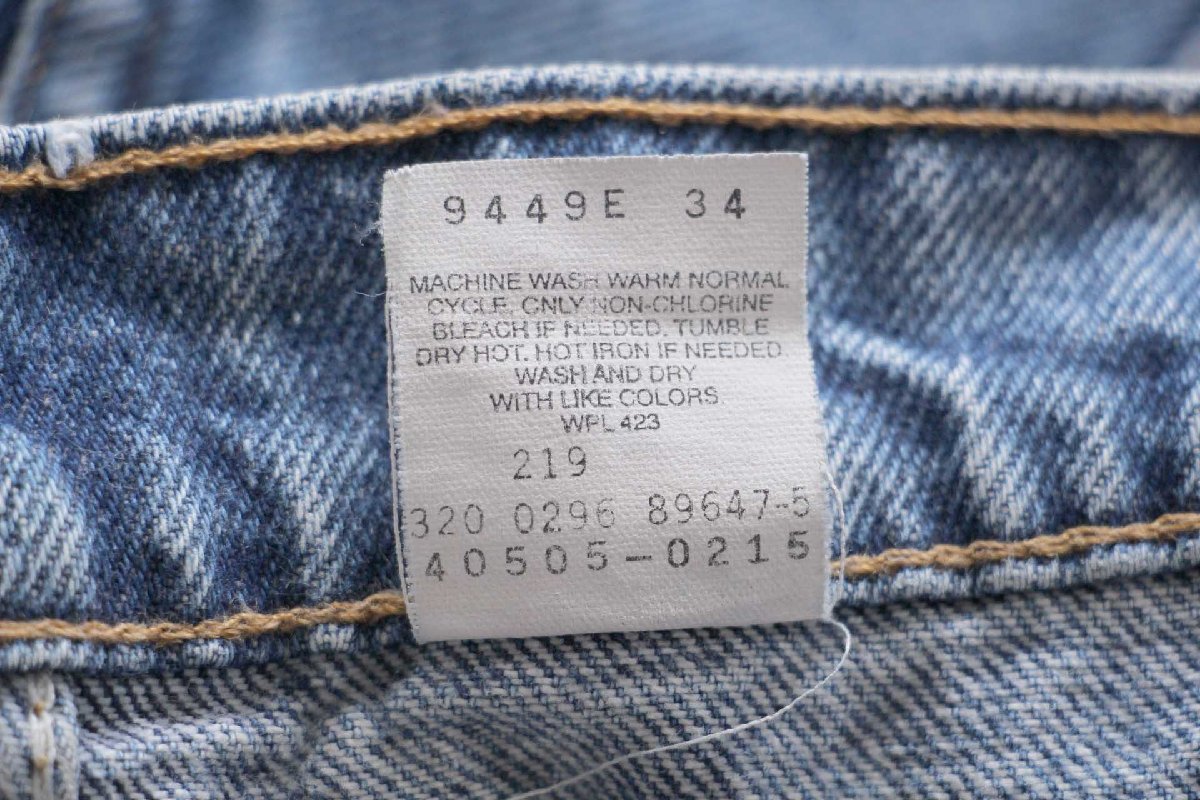 9449E 34
MACHINE WASH WARM NORMAL
CYCLE. ONLY NON-CHLORINE
BLEACH IF NEEDED. TUMBLE
DRY HOT. HOT IRON IF NEEDED.
WASH AND DRY
WITH LIKE COLORS.
WPL 423
219
320 0296 89647-5
40505-0215